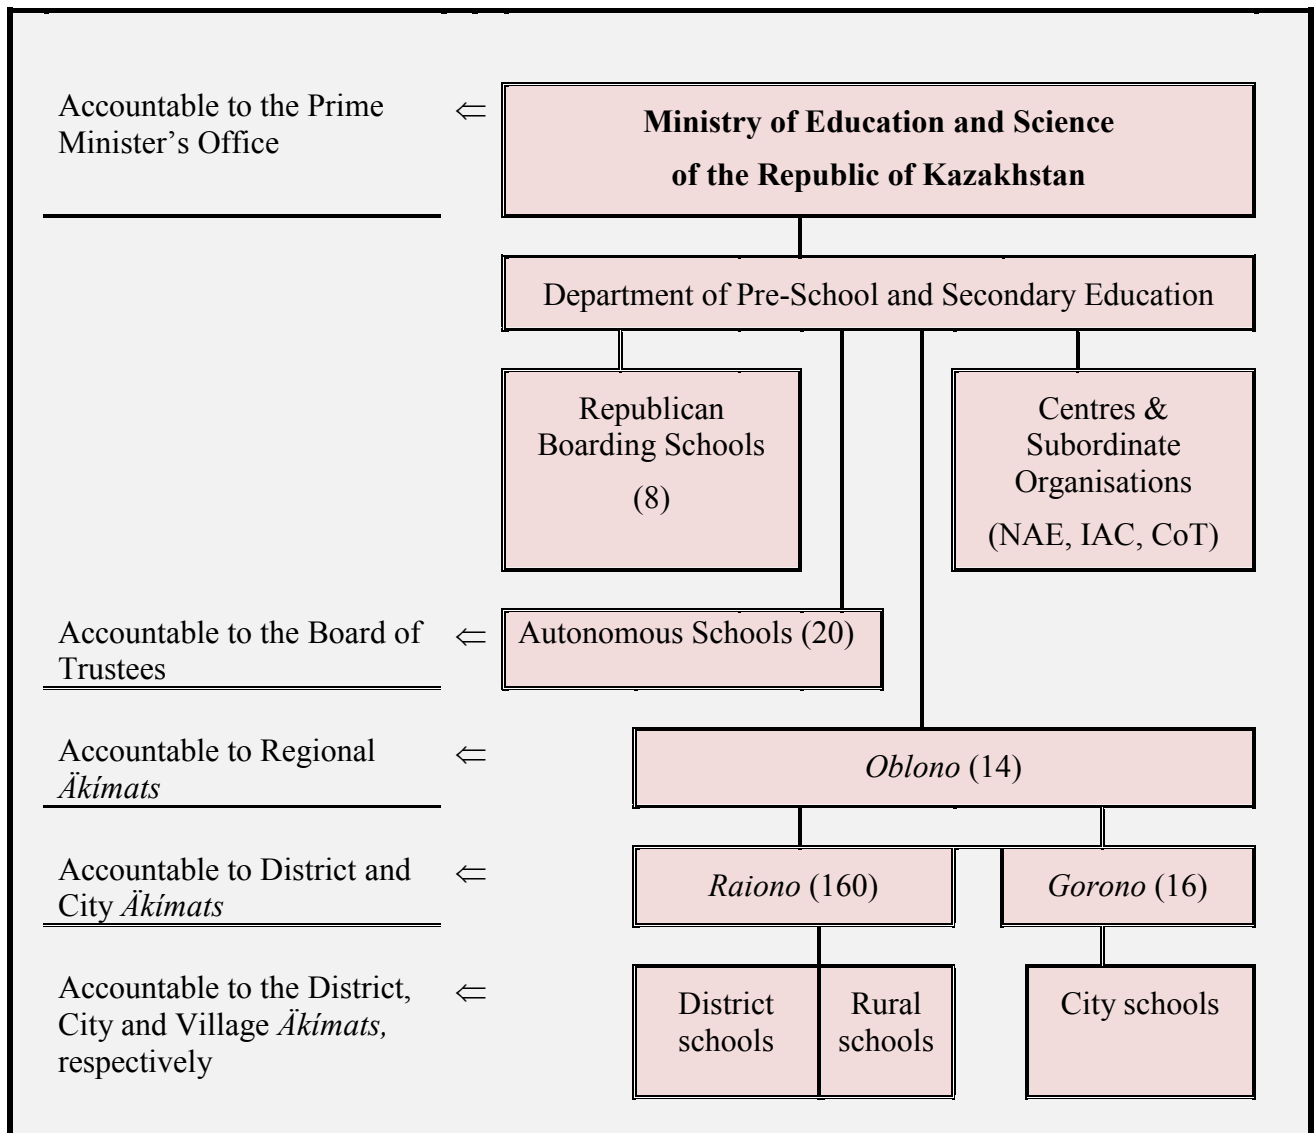 Accountable to the Prime
Minister's Office
⇐
Ministry of Education and Science
of the Republic of Kazakhstan
Department of Pre-School and Secondary Education
Republican
Boarding Schools
(8)
Centres &
Subordinate
Organisations
(NAE, IAC, CoT)
Accountable to the Board of
Trustees
⇐
Autonomous Schools (20)
Accountable to Regional
Äkímats
⇐
Oblono (14)
Accountable to District and
City Äkímats
⇐
Raiono (160)
Gorono (16)
Accountable to the District,
City and Village Äkímats,
respectively
⇐
District
schools
Rural
schools
City schools